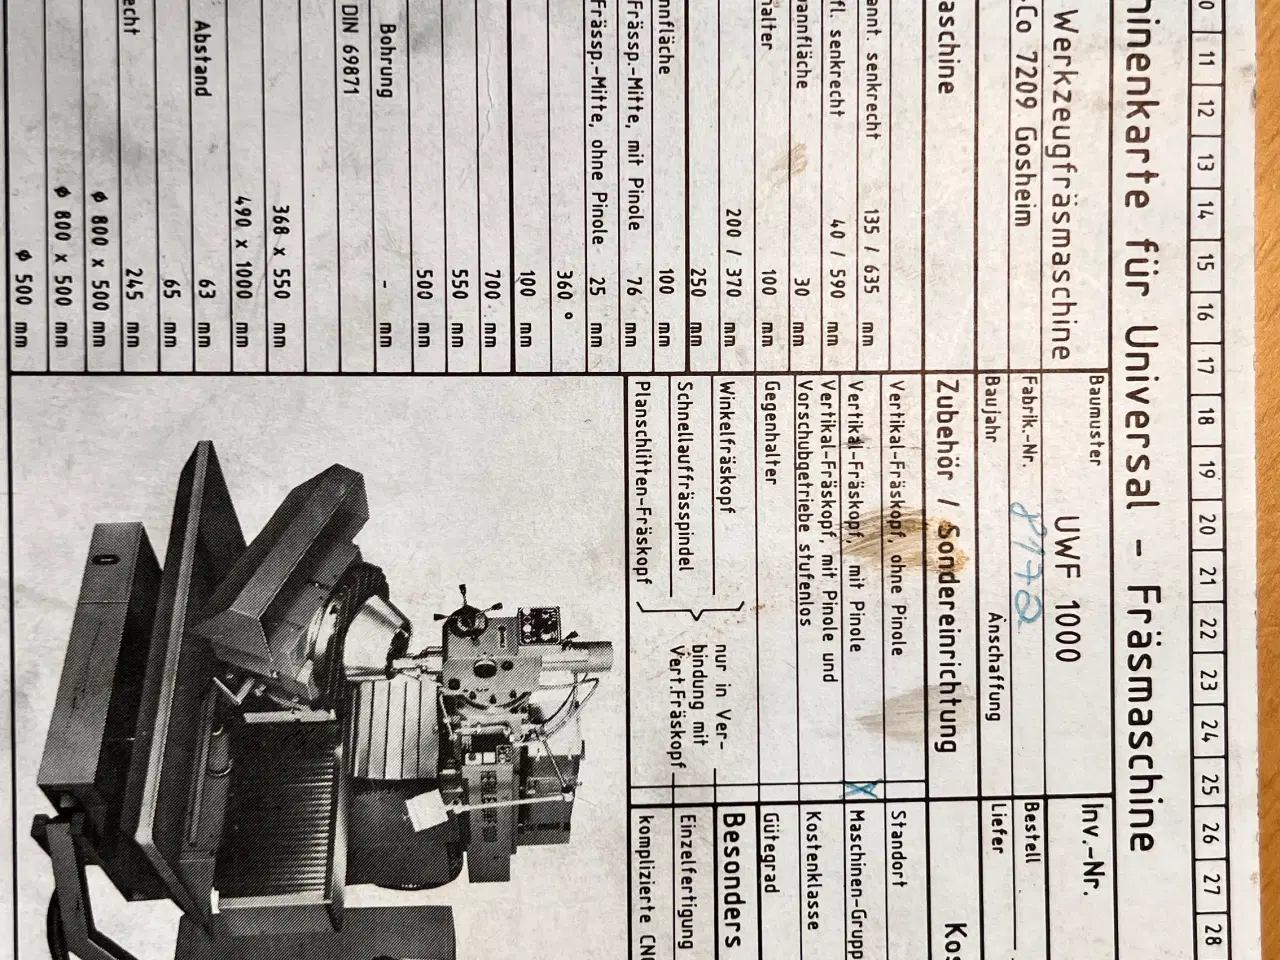 10 11 12 13 14 15 16 17 18 19 20 21 22 23 24 25 26 27 28
hinenkarte für Universal - Fräsmaschine
Werkzeugfräsmaschine
Co 7209 Gosheim
Baumuster
UWF 1000
Fabrik.-Nr.
8172
Baujahr
Anschaffung
Inv.-Nr.
Bestell
Liefer
aschine
Zubehör / Sondereinrichtung
Kos
annt. senkrecht 135 / 635 mm
fl. senkrecht 40 / 590 mm
annfläche 30 mm
halter 100 mm
200 / 370 mm
250 mm
nnfläche 100 mm
Frässp.-Mitte, mit Pinole 76 mm
Frässp.-Mitte, ohne Pinole 25 mm
360 °
100 mm
700 mm
550 mm
500 mm
Bohrung - mm
DIN 69871
368 x 550 mm
490 x 1000 mm
Abstand 63 mm
65 mm
echt 245 mm
ϕ 800 x 500 mm
ϕ 800 x 500 mm
ϕ 500 mm
Vertikal-Fräskopf, ohne Pinole
Vertikal-Fräskopf, mit Pinole X
Vertikal-Fräskopf, mit Pinole und
Vorschubgetriebe stufenlos
Gegenhalter
Winkelfräskopf
Schnellauffrässpindel
Planschlitten-Fräskopf
nur in Ver-
bindung mit
Vert.Fräskopf
Standort
Maschinen-Grupp
Kostenklasse
Gütegrad
Besonders
Einzelfertigung
komplizierte CN